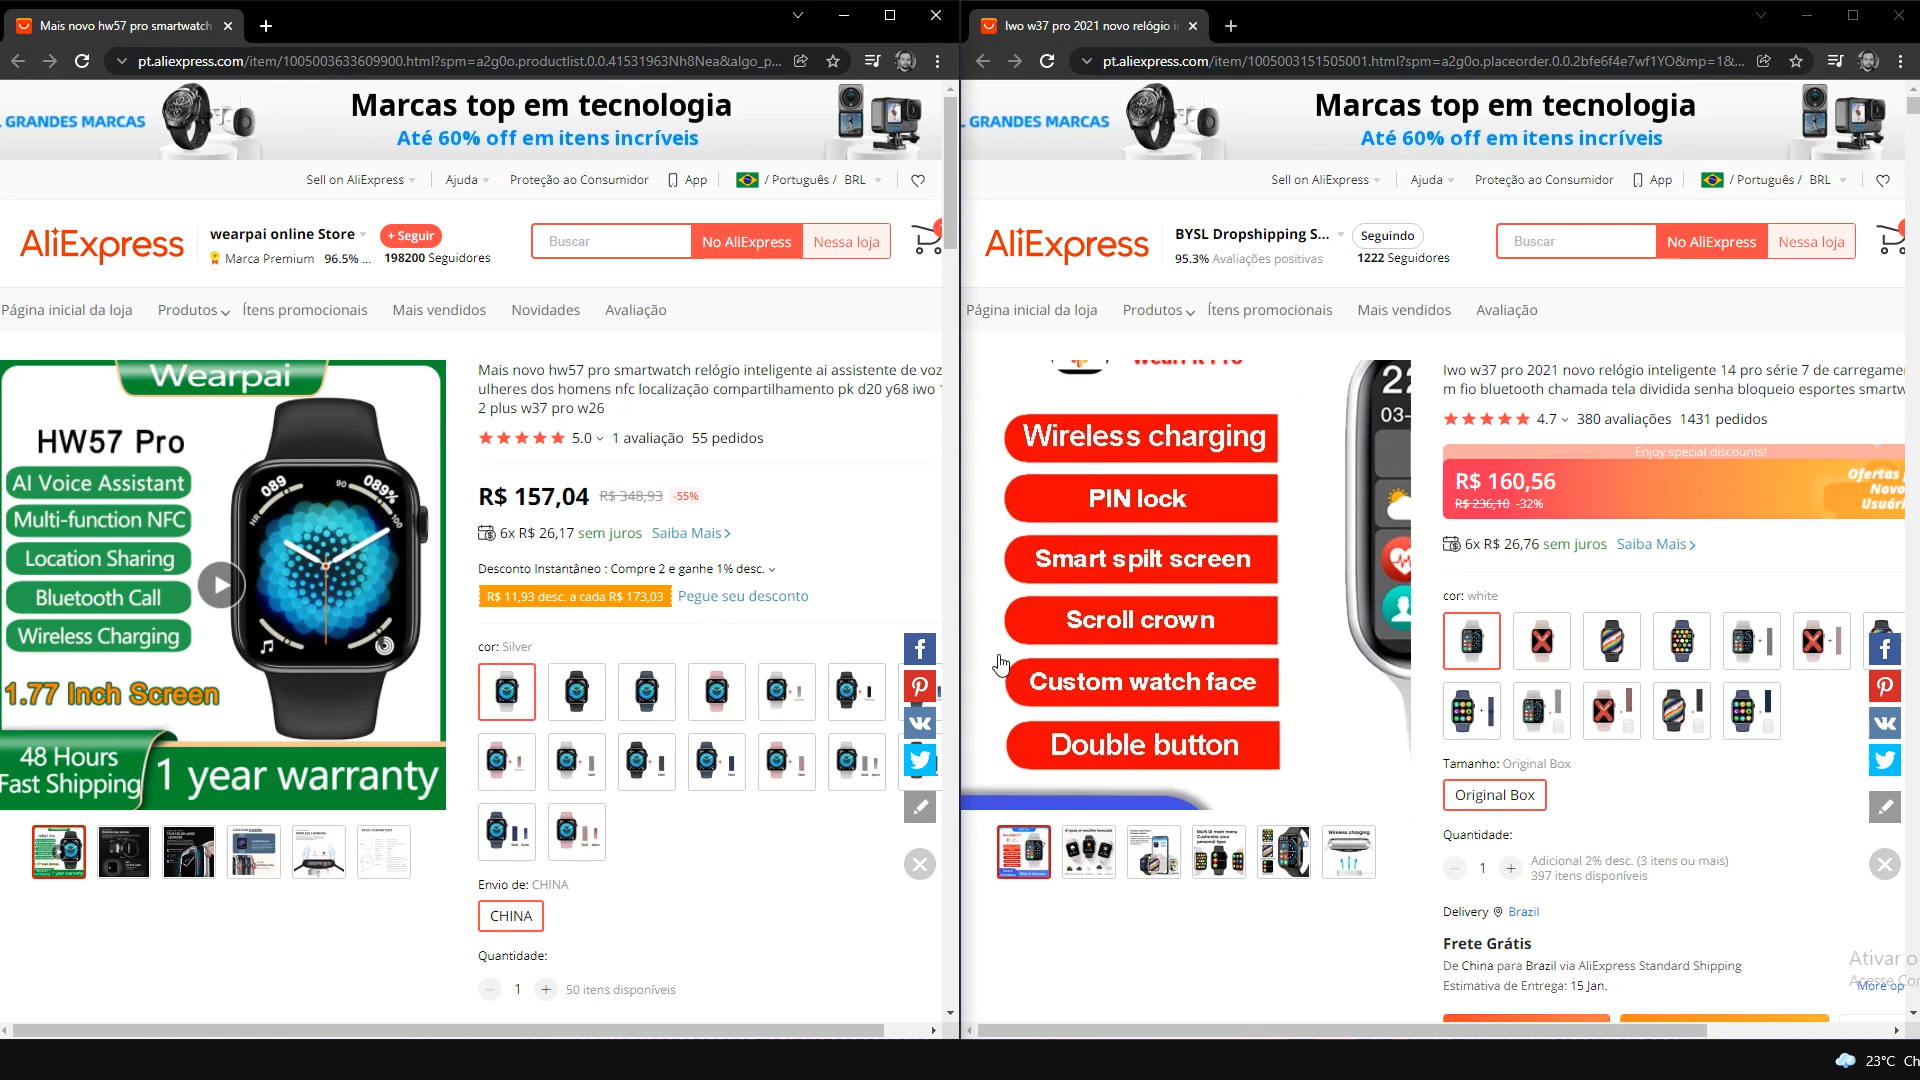 Mais novo hw57 pro smartwatch
pt.aliexpress.com/item/1005003633609900.html?spm=a2g0o.productlist.0.0.41531963Nh8Nea&algo_p...
GRANDES MARCAS
Marcas top em tecnologia
Até 60% off em itens incríveis
Sell on AliExpress
Ajuda
Proteção ao Consumidor
App
/ Português / BRL
AliExpress
wearpai online Store
+ Seguir
Marca Premium 96.5% ...
198200 Seguidores
Buscar
No AliExpress
Nessa loja
Página inicial da loja
Produtos
Ítens promocionais
Mais vendidos
Novidades
Avaliação
Wearpai
HW57 Pro
AI Voice Assistant
Multi-function NFC
Location Sharing
Bluetooth Call
Wireless Charging
1.77 Inch Screen
48 Hours
Fast Shipping
1 year warranty
089
90
089%
100
HR
Mais novo hw57 pro smartwatch relógio inteligente ai assistente de voz
ulheres dos homens nfc localização compartilhamento pk d20 y68 iwo
2 plus w37 pro w26
5.0
1 avaliação
55 pedidos
R$ 157,04
R$ 348,93
-55%
6x R$ 26,17 sem juros Saiba Mais
Desconto Instantâneo : Compre 2 e ganhe 1% desc.
R$ 11,93 desc. a cada R$ 173,03
Pegue seu desconto
cor: Silver
Envio de: CHINA
CHINA
Quantidade:
1
50 itens disponíveis
Iwo w37 pro 2021 novo relógio i
pt.aliexpress.com/item/1005003151505001.html?spm=a2g0o.placeorder.0.0.2bfe6f4e7wf1YO&mp=1&...
GRANDES MARCAS
Marcas top em tecnologia
Até 60% off em itens incríveis
Sell on AliExpress
Ajuda
Proteção ao Consumidor
App
/ Português / BRL
AliExpress
BYSL Dropshipping S...
Seguindo
95.3% Avaliações positivas
1222 Seguidores
Buscar
No AliExpress
Nessa loja
Página inicial da loja
Produtos
Ítens promocionais
Mais vendidos
Avaliação
Wireless charging
PIN lock
Smart spilt screen
Scroll crown
Custom watch face
Double button
22
03-
Wireless charging
Iwo w37 pro 2021 novo relógio inteligente 14 pro série 7 de carregame
m fio bluetooth chamada tela dividida senha bloqueio esportes smartw
4.7
380 avaliações
1431 pedidos
Enjoy special discounts!
R$ 160,56
R$ 236,10 -32%
Ofertas
Novo
Usuári
6x R$ 26,76 sem juros Saiba Mais
cor: white
Tamanho: Original Box
Original Box
Quantidade:
1
Adicional 2% desc. (3 itens ou mais)
397 itens disponíveis
Delivery Brazil
Frete Grátis
De China para Brazil via AliExpress Standard Shipping
Estimativa de Entrega: 15 Jan.
More op
Ativar o
23°C Ch